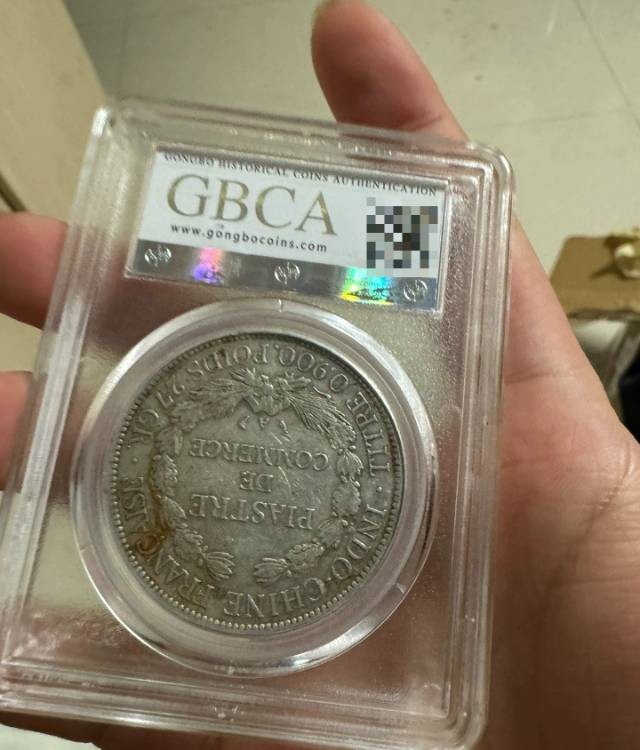 GONGBO HISTORICAL COINS AUTHENTICATION
GBCA
www.gongbocoins.com
INDO-CHINE FRANÇAISE
PIASTRE
DE
COMMERCE
A
TITRE 0,900. POIDS 27 GR.